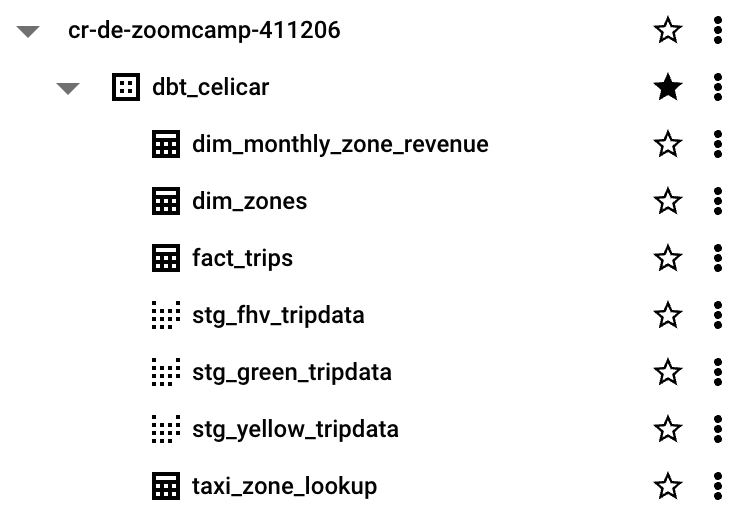 cr-de-zoomcamp-411206
dbt_celicar
dim_monthly_zone_revenue
dim_zones
fact_trips
stg_fhv_tripdata
stg_green_tripdata
stg_yellow_tripdata
taxi_zone_lookup